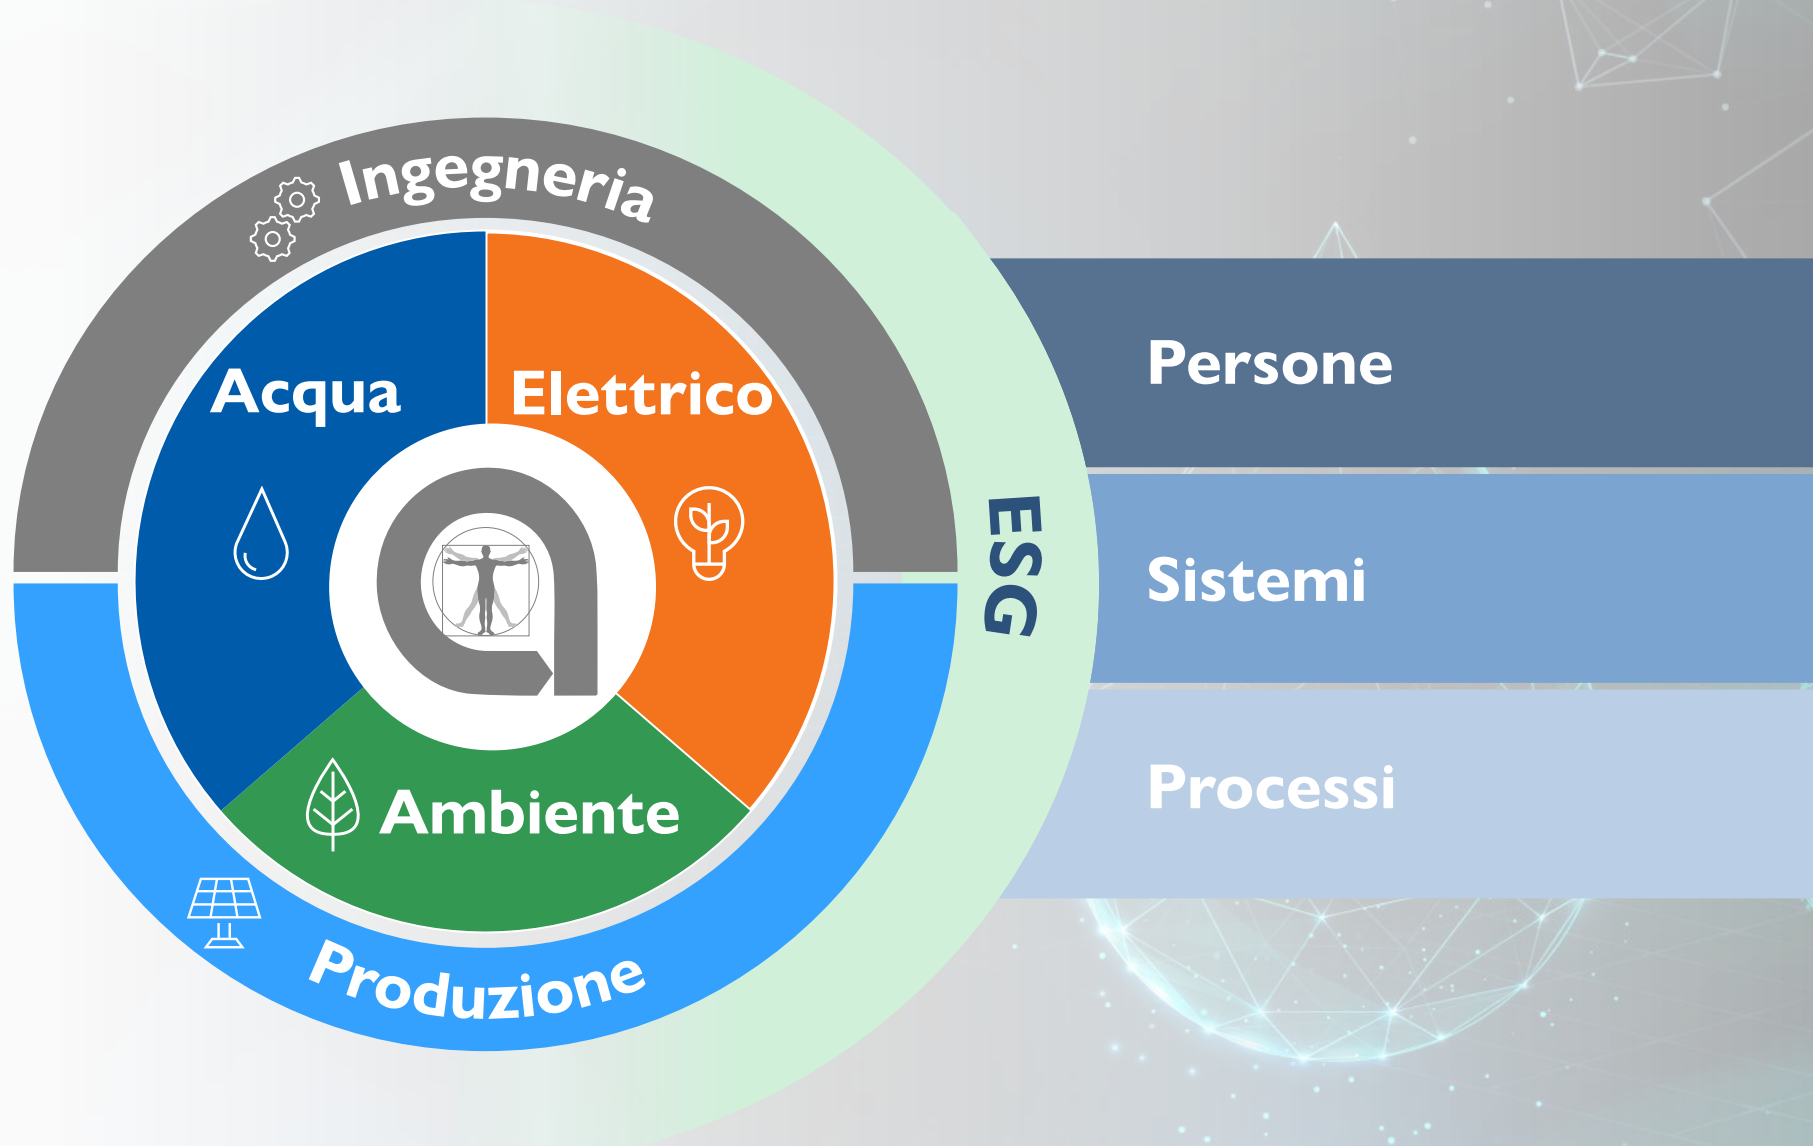 Ingegneria
Acqua
Elettrico
Ambiente
Produzione
ESG
Persone
Sistemi
Processi